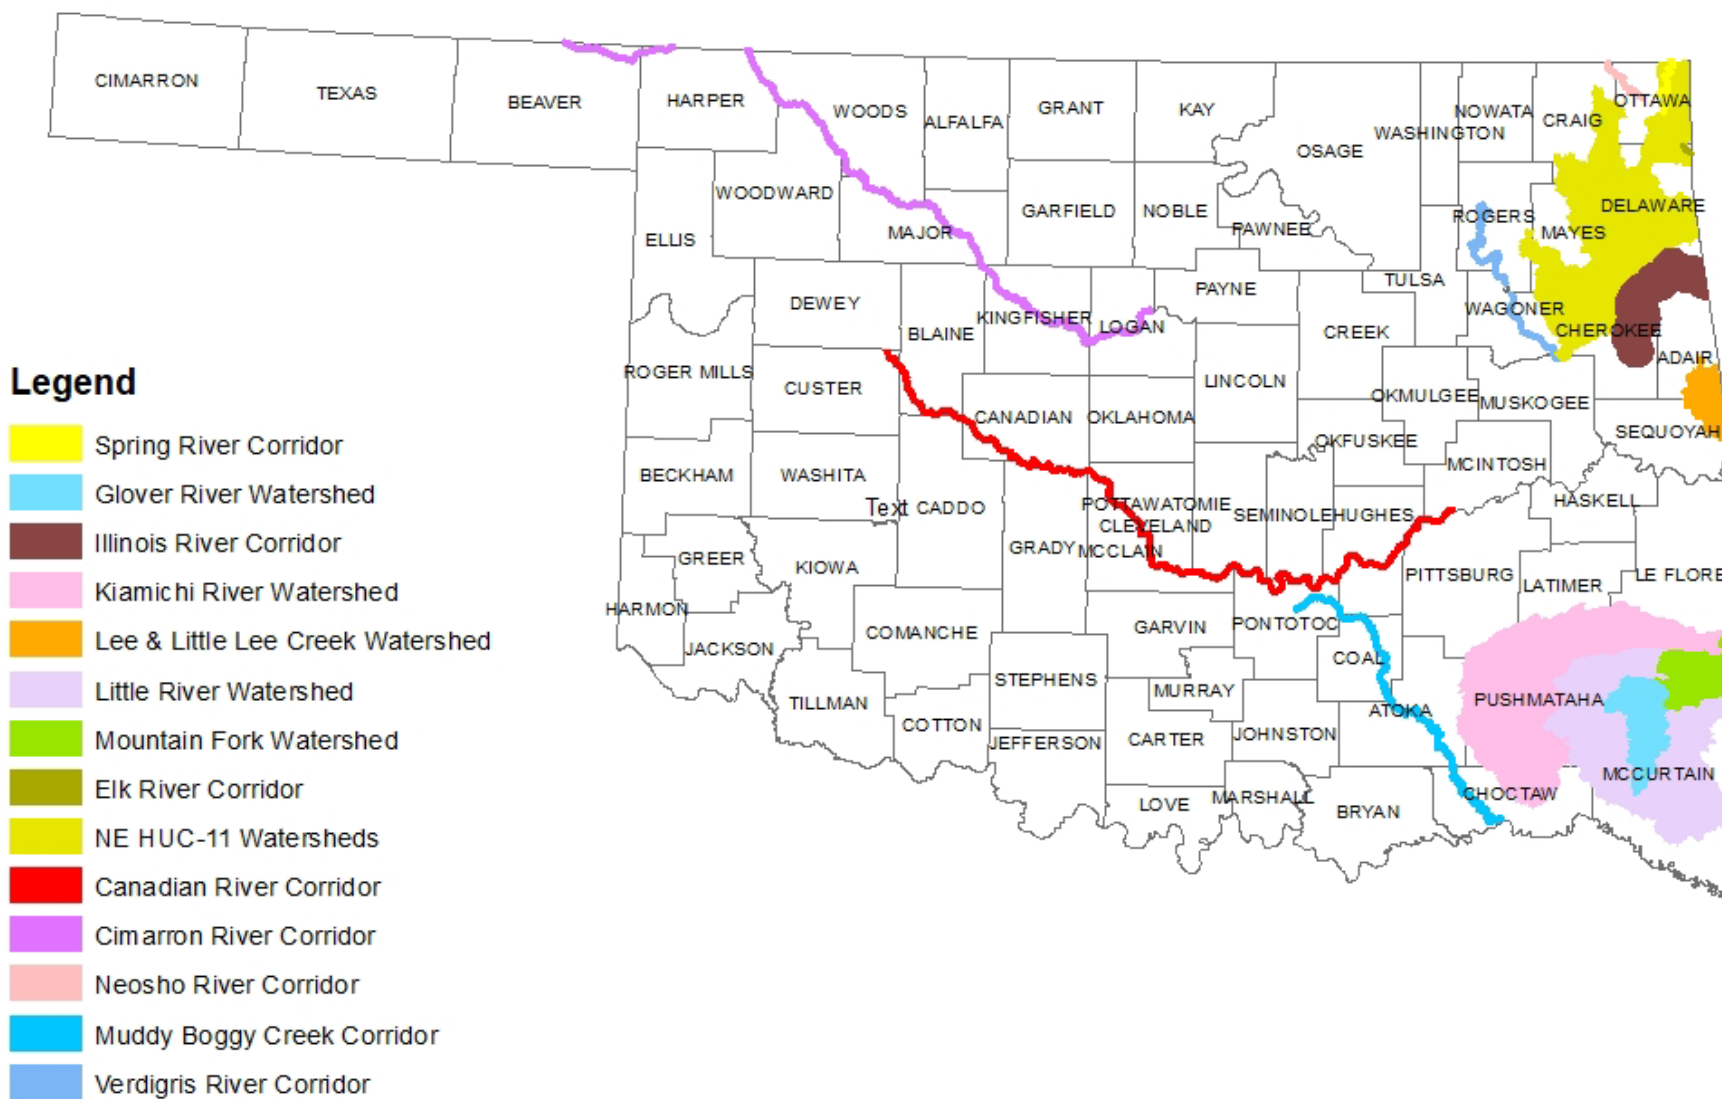 CIMARRON
TEXAS
BEAVER
HARPER
WOODS
ALFALFA
GRANT
KAY
OSAGE
WASHINGTON
NOWATA
CRAIG
OTTAWA
WOODWARD
ELLIS
MAJOR
GARFIELD
NOBLE
PAWNEE
ROGERS
MAYES
DELAWARE
DEWEY
BLAINE
KINGFISHER
LOGAN
PAYNE
TULSA
CREEK
WAGONER
CHEROKEE
ADAIR
ROGER MILLS
CUSTER
CANADIAN
OKLAHOMA
LINCOLN
OKMULGEE
MUSKOGEE
SEQUOYAH
OKFUSKEE
MCINTOSH
BECKHAM
WASHITA
Text
CADDO
POTTAWATOMIE
CLEVELAND
SEMINOLE
HUGHES
HASKELL
GRADY
MCCLAIN
GREER
KIOWA
PITTSBURG
LATIMER
LE FLORE
HARMON
JACKSON
COMANCHE
GARVIN
PONTOTOC
COAL
STEPHENS
MURRAY
TILLMAN
COTTON
JEFFERSON
CARTER
JOHNSTON
ATOKA
PUSHMATAHA
MCCURTAIN
CHOCTAW
LOVE
MARSHALL
BRYAN
Legend
Spring River Corridor
Glover River Watershed
Illinois River Corridor
Kiamichi River Watershed
Lee & Little Lee Creek Watershed
Little River Watershed
Mountain Fork Watershed
Elk River Corridor
NE HUC-11 Watersheds
Canadian River Corridor
Cimarron River Corridor
Neosho River Corridor
Muddy Boggy Creek Corridor
Verdigris River Corridor